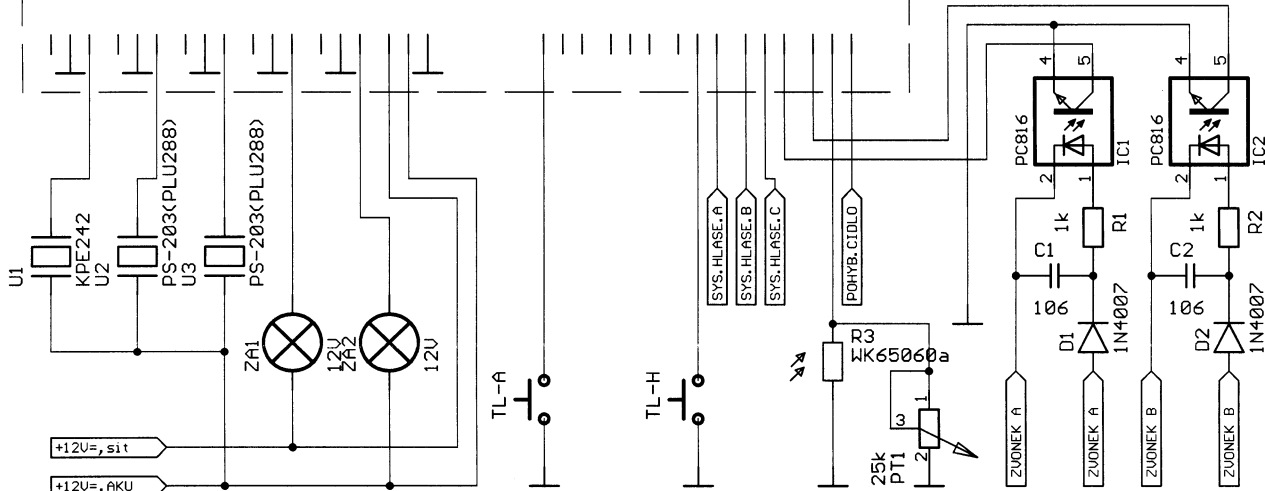 4
5
4
5
PC816
IC1
PC816
IC2
2
1
2
1
1k
R1
1k
R2
U1
KPE242
U2
PS-203(PLU288)
U3
PS-203(PLU288)
SYS.HLASE.A
SYS.HLASE.B
SYS.HLASE.C
POHYB.CIDLO
C1
106
C2
106
D1
1N4007
D2
1N4007
ZA1
12V
ZA2
12V
R3
WK65060a
TL-A
TL-H
1
3
2
25k
PT1
ZVONEK A
ZVONEK A
ZVONEK B
ZVONEK B
+12V=,sit
+12V=,AKU